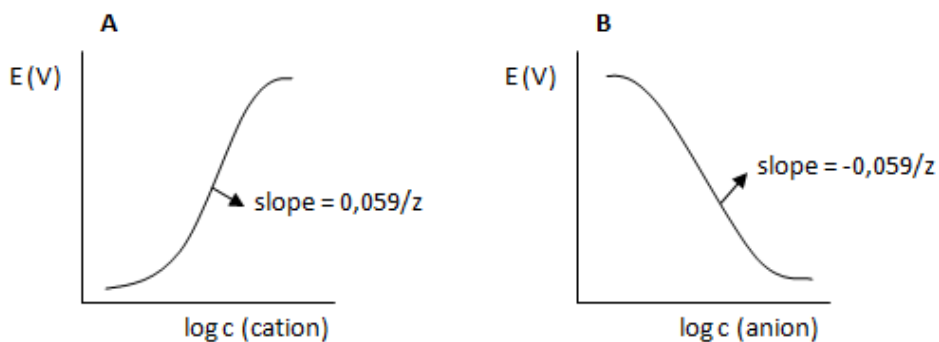 A
E (V)
slope = 0,059/z
log c (cation)
B
E (V)
slope = -0,059/z
log c (anion)